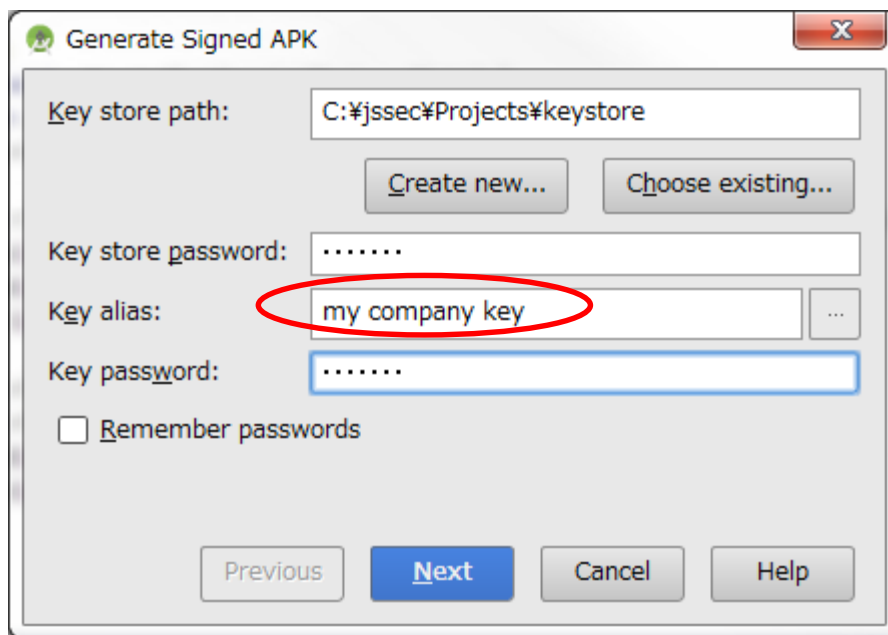 Generate Signed APK
Key store path: C:¥jssec¥Projects¥keystore
Create new... Choose existing...
Key store password: ·······
Key alias: my company key ...
Key password: ·······
Remember passwords
Previous Next Cancel Help